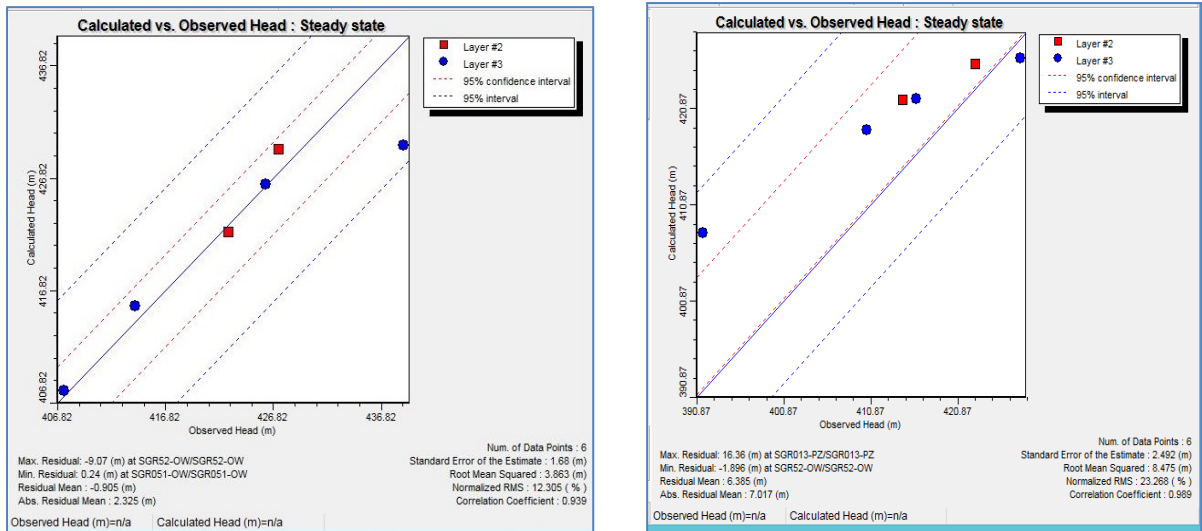 Calculated vs. Observed Head : Steady state
Layer #2
Layer #3
95% confidence interval
95% interval
Calculated Head (m)
436.82
426.82
416.82
406.82
406.82
416.82
426.82
436.82
Observed Head (m)
Num. of Data Points : 6
Max. Residual: -9.07 (m) at SGR52-OW/SGR52-OW
Standard Error of the Estimate : 1.68 (m)
Min. Residual: 0.24 (m) at SGR051-OW/SGR051-OW
Root Mean Squared : 3.863 (m)
Residual Mean : -0.905 (m)
Normalized RMS : 12.305 ( % )
Abs. Residual Mean : 2.325 (m)
Correlation Coefficient : 0.939
Observed Head (m)=n/a
Calculated Head (m)=n/a
Calculated vs. Observed Head : Steady state
Layer #2
Layer #3
95% confidence interval
95% interval
Calculated Head (m)
420.87
410.87
400.87
390.87
390.87
400.87
410.87
420.87
Observed Head (m)
Num. of Data Points : 6
Max. Residual: 16.36 (m) at SGR013-PZ/SGR013-PZ
Standard Error of the Estimate : 2.492 (m)
Min. Residual: -1.896 (m) at SGR52-OW/SGR52-OW
Root Mean Squared : 8.475 (m)
Residual Mean : 6.385 (m)
Normalized RMS : 23.268 ( % )
Abs. Residual Mean : 7.017 (m)
Correlation Coefficient : 0.989
Observed Head (m)=n/a
Calculated Head (m)=n/a